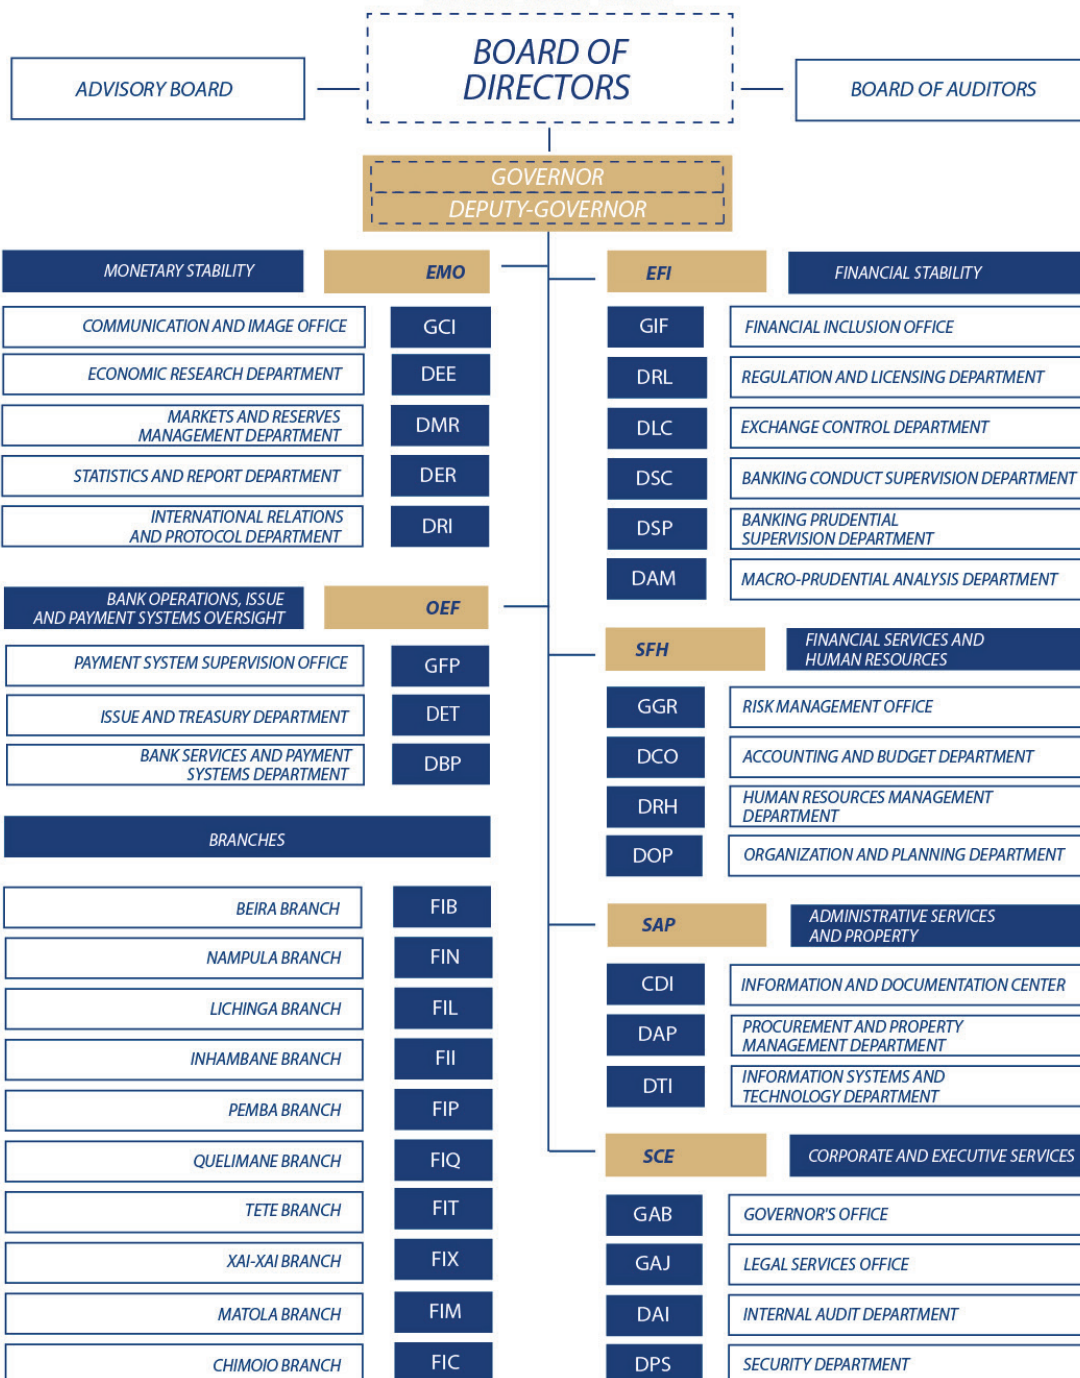 BOARD OF
DIRECTORS
ADVISORY BOARD
BOARD OF AUDITORS
GOVERNOR
DEPUTY-GOVERNOR
MONETARY STABILITY
EMO
COMMUNICATION AND IMAGE OFFICE
GCI
ECONOMIC RESEARCH DEPARTMENT
DEE
MARKETS AND RESERVES
MANAGEMENT DEPARTMENT
DMR
STATISTICS AND REPORT DEPARTMENT
DER
INTERNATIONAL RELATIONS
AND PROTOCOL DEPARTMENT
DRI
BANK OPERATIONS, ISSUE
AND PAYMENT SYSTEMS OVERSIGHT
OEF
PAYMENT SYSTEM SUPERVISION OFFICE
GFP
ISSUE AND TREASURY DEPARTMENT
DET
BANK SERVICES AND PAYMENT
SYSTEMS DEPARTMENT
DBP
BRANCHES
BEIRA BRANCH
FIB
NAMPULA BRANCH
FIN
LICHINGA BRANCH
FIL
INHAMBANE BRANCH
FII
PEMBA BRANCH
FIP
QUELIMANE BRANCH
FIQ
TETE BRANCH
FIT
XAI-XAI BRANCH
FIX
MATOLA BRANCH
FIM
CHIMOIO BRANCH
FIC
EFI
FINANCIAL STABILITY
GIF
FINANCIAL INCLUSION OFFICE
DRL
REGULATION AND LICENSING DEPARTMENT
DLC
EXCHANGE CONTROL DEPARTMENT
DSC
BANKING CONDUCT SUPERVISION DEPARTMENT
DSP
BANKING PRUDENTIAL
SUPERVISION DEPARTMENT
DAM
MACRO-PRUDENTIAL ANALYSIS DEPARTMENT
SFH
FINANCIAL SERVICES AND
HUMAN RESOURCES
GGR
RISK MANAGEMENT OFFICE
DCO
ACCOUNTING AND BUDGET DEPARTMENT
DRH
HUMAN RESOURCES MANAGEMENT
DEPARTMENT
DOP
ORGANIZATION AND PLANNING DEPARTMENT
SAP
ADMINISTRATIVE SERVICES
AND PROPERTY
CDI
INFORMATION AND DOCUMENTATION CENTER
DAP
PROCUREMENT AND PROPERTY
MANAGEMENT DEPARTMENT
DTI
INFORMATION SYSTEMS AND
TECHNOLOGY DEPARTMENT
SCE
CORPORATE AND EXECUTIVE SERVICES
GAB
GOVERNOR'S OFFICE
GAJ
LEGAL SERVICES OFFICE
DAI
INTERNAL AUDIT DEPARTMENT
DPS
SECURITY DEPARTMENT